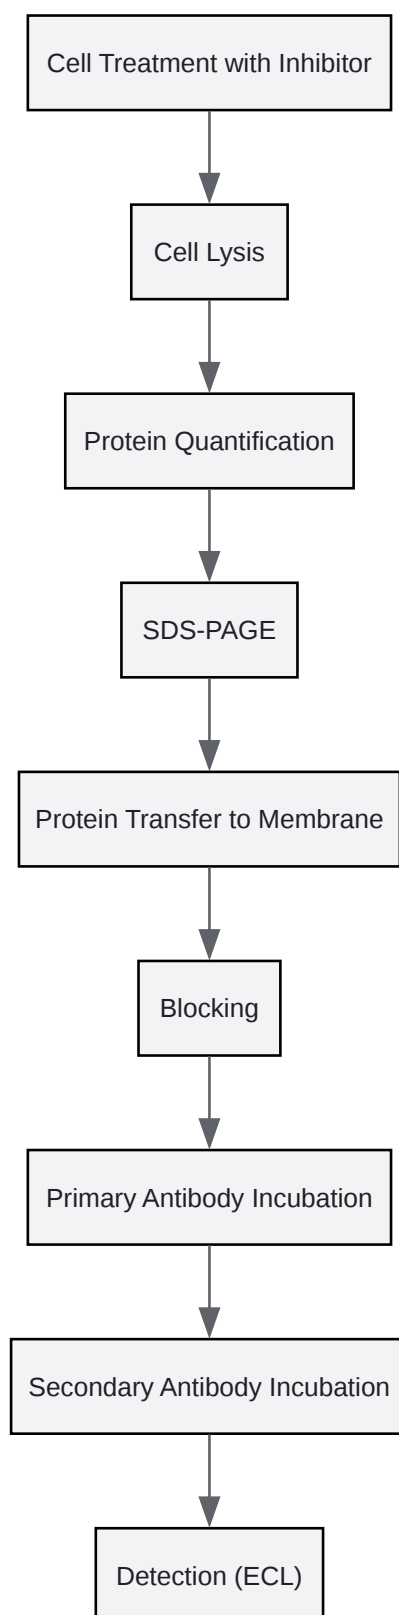 Cell Treatment with Inhibitor
Cell Lysis
Protein Quantification
SDS-PAGE
Protein Transfer to Membrane
Blocking
Primary Antibody Incubation
Secondary Antibody Incubation
Detection (ECL)